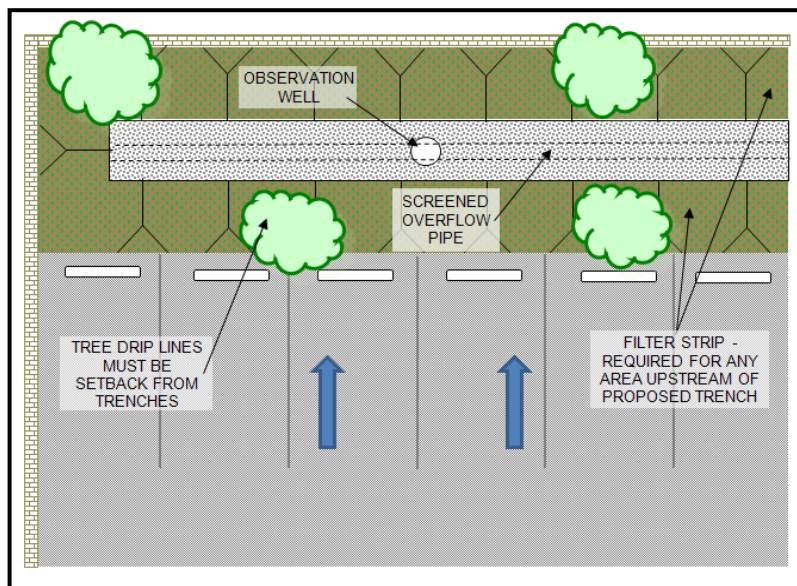 OBSERVATION
WELL
SCREENED
OVERFLOW
PIPE
TREE DRIP LINES
MUST BE
SETBACK FROM
TRENCHES
FILTER STRIP -
REQUIRED FOR ANY
AREA UPSTREAM OF
PROPOSED TRENCH